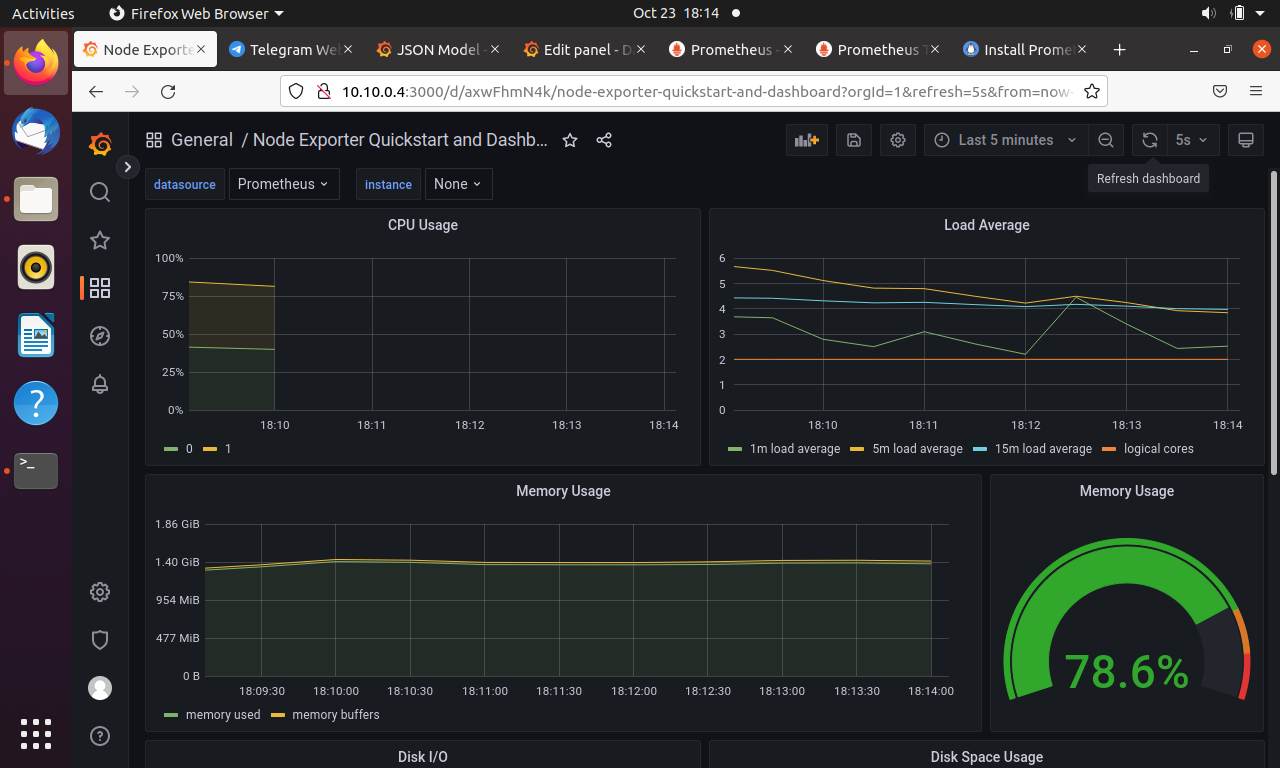 Activities
Firefox Web Browser
Oct 23 18:14
Node Exporte
Telegram We
JSON Model -
Edit panel - D
Prometheus -
Prometheus T
Install Prome
10.10.0.4:3000/d/axwFhmN4k/node-exporter-quickstart-and-dashboard?orgId=1&refresh=5s&from=now-
General / Node Exporter Quickstart and Dashb...
Last 5 minutes
5s
Refresh dashboard
datasource
Prometheus
instance
None
CPU Usage
100%
75%
50%
25%
0%
18:10 18:11 18:12 18:13 18:14
0 1
Load Average
6
5
4
3
2
1
0
18:10 18:11 18:12 18:13 18:14
1m load average 5m load average 15m load average logical cores
Memory Usage
1.86 GiB
1.40 GiB
954 MiB
477 MiB
0 B
18:09:30 18:10:00 18:10:30 18:11:00 18:11:30 18:12:00 18:12:30 18:13:00 18:13:30 18:14:00
memory used memory buffers
Memory Usage
78.6%
Disk I/O
Disk Space Usage